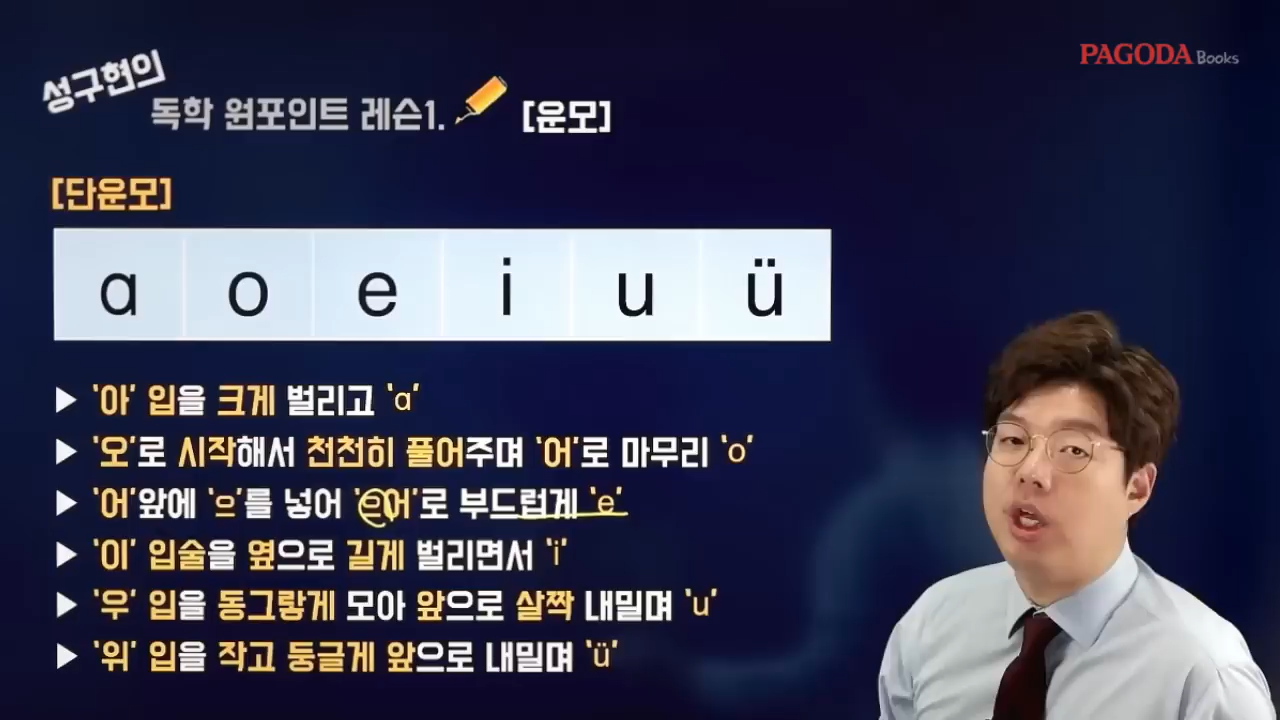 PAGODA Books
성구현의
독학 원포인트 레슨1. [운모]
[단운모]
ɑ o e i u ü
▶ '아' 입을 크게 벌리고 'ɑ'
▶ '오'로 시작해서 천천히 풀어주며 '어'로 마무리 'o'
▶ '어'앞에 '으'를 넣어 '으어'로 부드럽게 'e'
▶ '이' 입술을 옆으로 길게 벌리면서 'i'
▶ '우' 입을 동그랗게 모아 앞으로 살짝 내밀며 'u'
▶ '위' 입을 작고 둥글게 앞으로 내밀며 'ü'